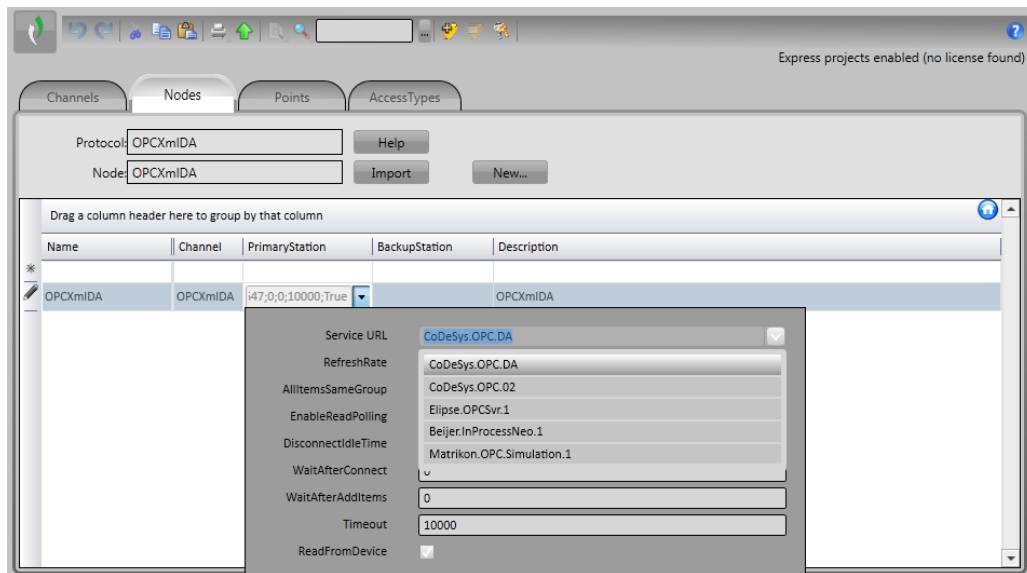 ...
?
Express projects enabled (no license found)
Channels
Nodes
Points
AccessTypes
Protocol: OPCXmlDA
Help
Node: OPCXmlDA
Import
New...
Drag a column header here to group by that column
Name Channel PrimaryStation BackupStation Description
OPCXmlDA OPCXmlDA i47;0;0;10000;True OPCXmlDA
Service URL CoDeSys.OPC.DA
RefreshRate CoDeSys.OPC.DA
AllItemsSameGroup CoDeSys.OPC.02
EnableReadPolling Elipse.OPCSvr.1
DisconnectIdleTime Beijer.InProcessNeo.1
Matrikon.OPC.Simulation.1
WaitAfterConnect
WaitAfterAddItems 0
Timeout 10000
ReadFromDevice